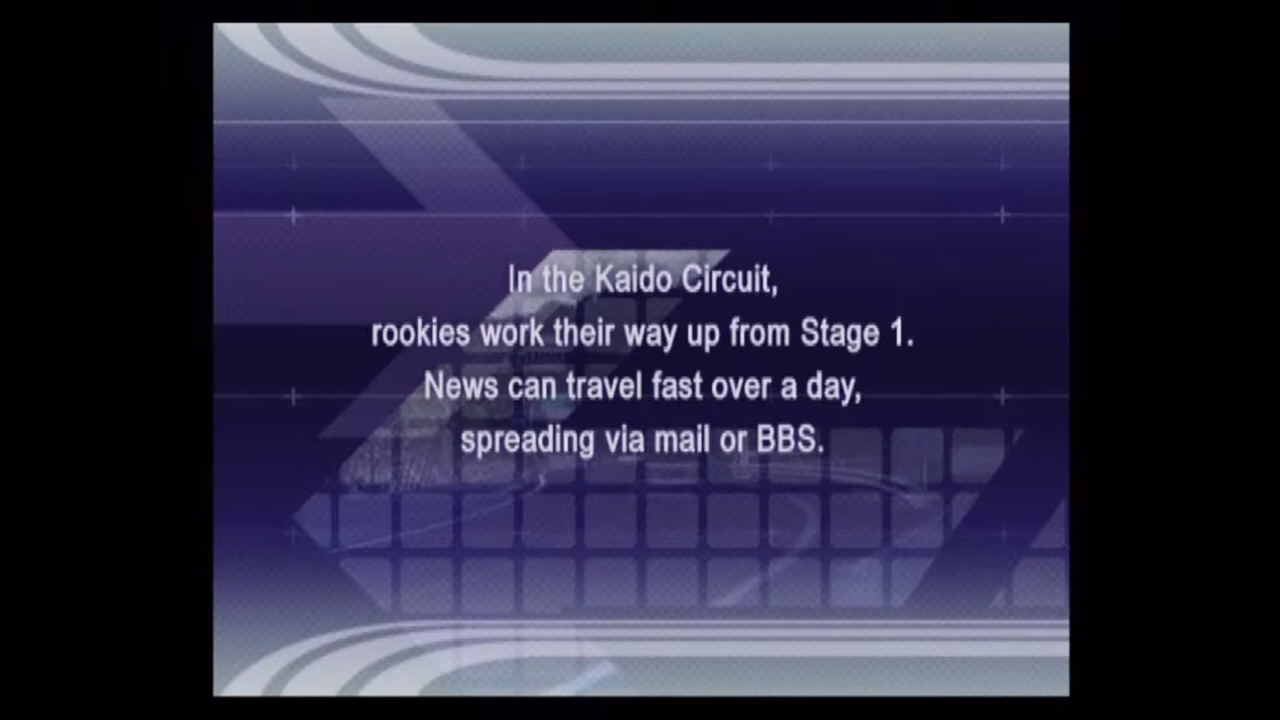 In the Kaido Circuit,
rookies work their way up from Stage 1.
News can travel fast over a day,
spreading via mail or BBS.